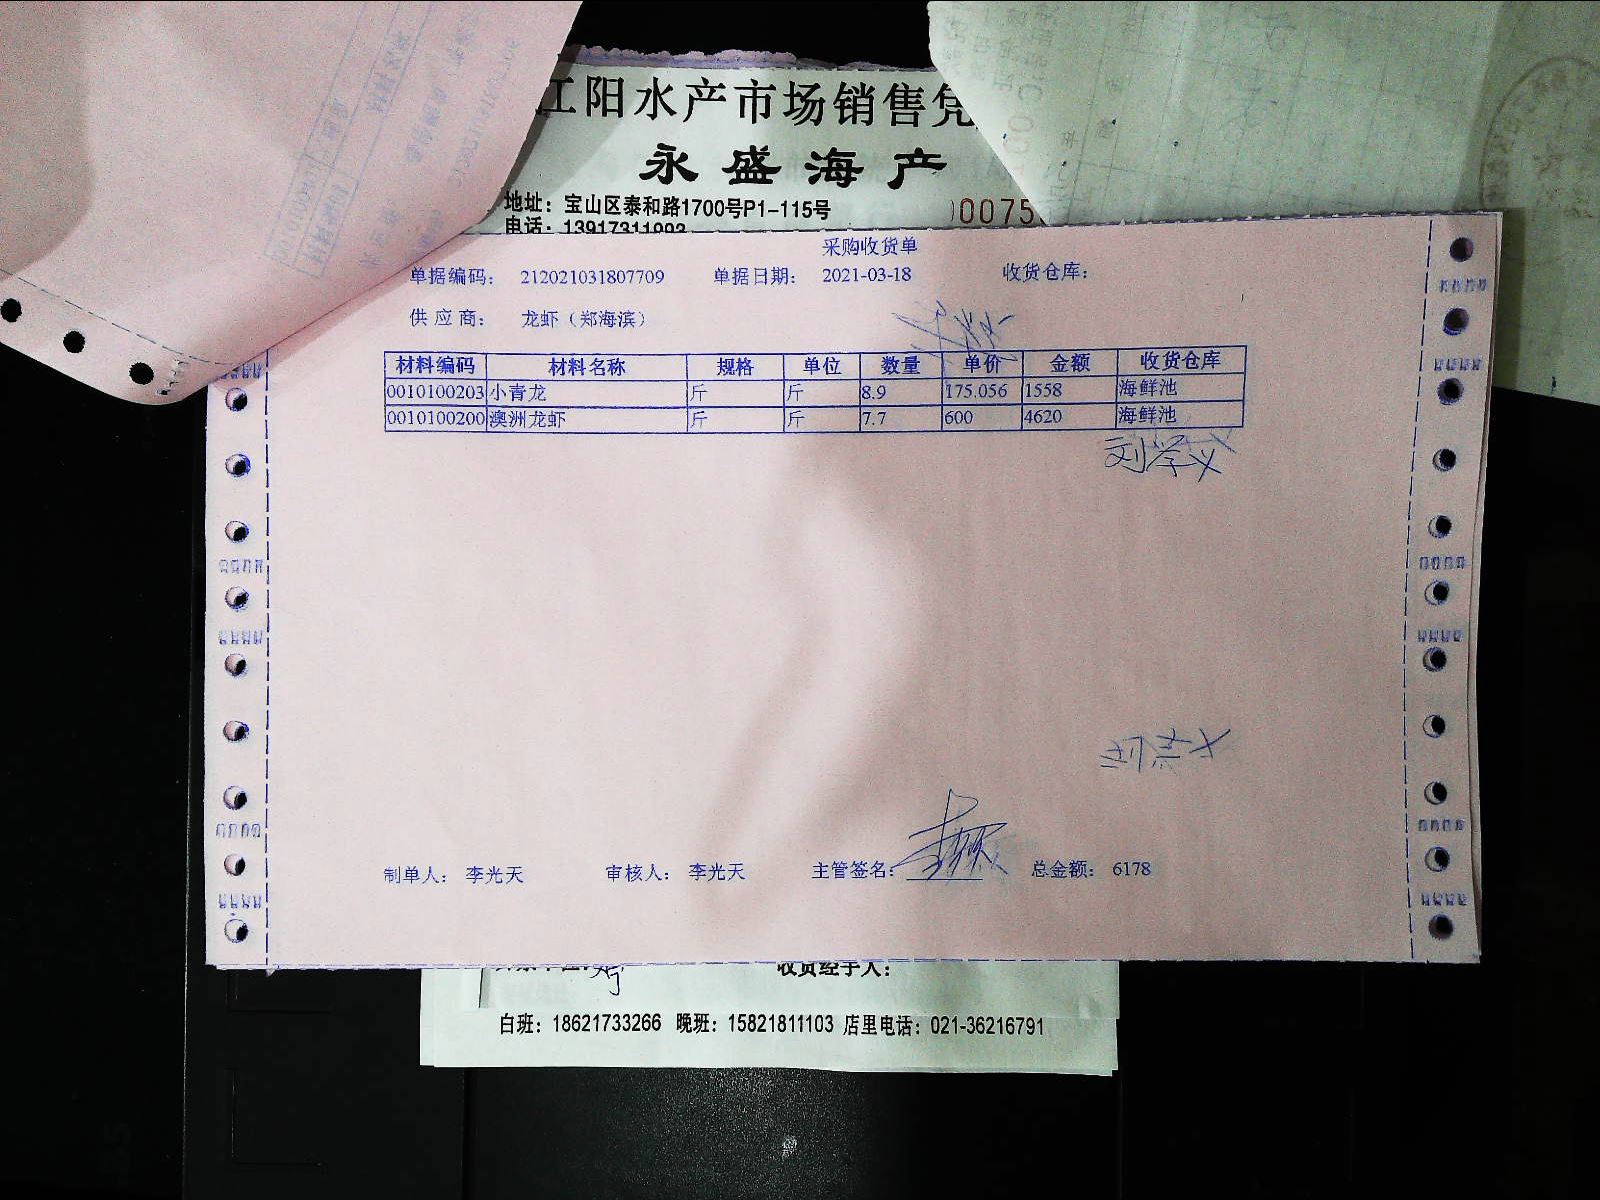 江阳水产市场销售凭
永盛海产
地址：宝山区泰和路1700号P1-115号
电话：13917311992
0075
采购收货单
单据编码： 212021031807709 单据日期： 2021-03-18 收货仓库：
供应商： 龙虾（郑海滨）
材料编码 材料名称 规格 单位 数量 单价 金额 收货仓库
0010100203 小青龙 斤 斤 8.9 175.056 1558 海鲜池
0010100200 澳洲龙虾 斤 斤 7.7 600 4620 海鲜池
刘学义
制单人： 李光天 审核人： 李光天 主管签名： 总金额： 6178
收货经手人：
白班：18621733266 晚班：15821811103 店里电话：021-36216791